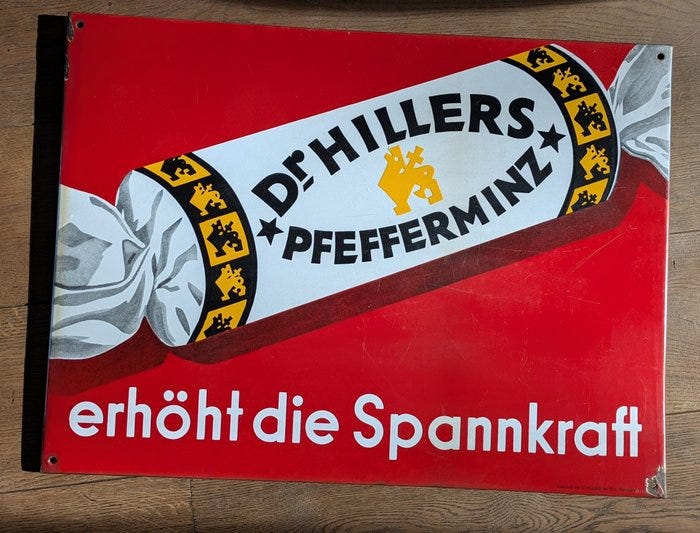 Dr HILLERS
PFEFFERMINZ
erhöht die Spannkraft